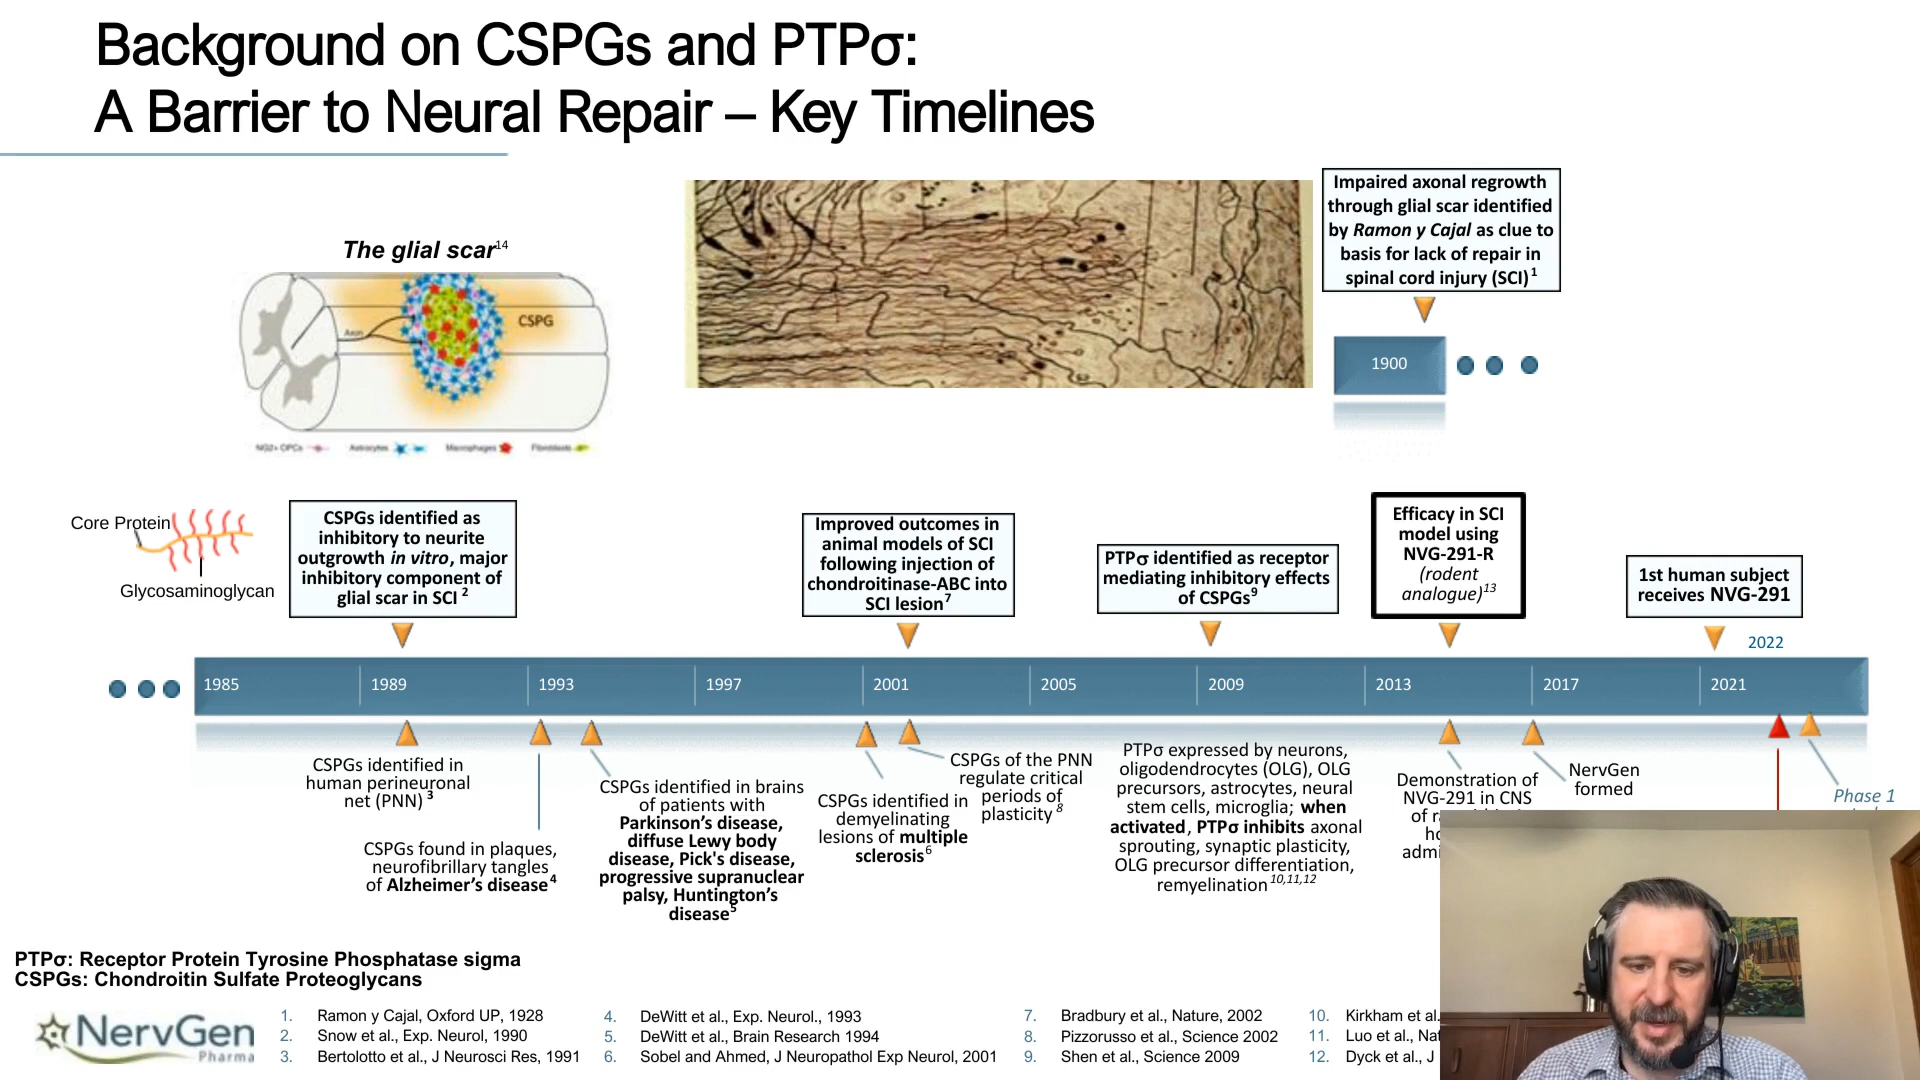 Background on CSPGs and PTPσ:
A Barrier to Neural Repair – Key Timelines
The glial scar14
Axon
CSPG
NG2+ OPCs
Astrocytes
Macrophages
Fibroblasts
Impaired axonal regrowth
through glial scar identified
by Ramon y Cajal as clue to
basis for lack of repair in
spinal cord injury (SCI)1
1900
Core Protein
Glycosaminoglycan
CSPGs identified as
inhibitory to neurite
outgrowth in vitro, major
inhibitory component of
glial scar in SCI 2
Improved outcomes in
animal models of SCI
following injection of
chondroitinase-ABC into
SCI lesion7
PTPσ identified as receptor
mediating inhibitory effects
of CSPGs9
Efficacy in SCI
model using
NVG-291-R
(rodent
analogue)13
1st human subject
receives NVG-291
2022
1985
1989
1993
1997
2001
2005
2009
2013
2017
2021
CSPGs identified in
human perineuronal
net (PNN) 3
CSPGs found in plaques,
neurofibrillary tangles
of Alzheimer’s disease4
CSPGs identified in brains
of patients with
Parkinson’s disease,
diffuse Lewy body
disease, Pick's disease,
progressive supranuclear
palsy, Huntington’s
disease5
CSPGs identified in
demyelinating
lesions of multiple
sclerosis6
CSPGs of the PNN
regulate critical
periods of
plasticity8
PTPσ expressed by neurons,
oligodendrocytes (OLG), OLG
precursors, astrocytes, neural
stem cells, microglia; when
activated, PTPσ inhibits axonal
sprouting, synaptic plasticity,
OLG precursor differentiation,
remyelination10,11,12
Demonstration of
NVG-291 in CNS
of
NervGen
formed
Phase 1
PTPσ: Receptor Protein Tyrosine Phosphatase sigma
CSPGs: Chondroitin Sulfate Proteoglycans
NervGen
Pharma
1. Ramon y Cajal, Oxford UP, 1928
2. Snow et al., Exp. Neurol, 1990
3. Bertolotto et al., J Neurosci Res, 1991
4. DeWitt et al., Exp. Neurol., 1993
5. DeWitt et al., Brain Research 1994
6. Sobel and Ahmed, J Neuropathol Exp Neurol, 2001
7. Bradbury et al., Nature, 2002
8. Pizzorusso et al., Science 2002
9. Shen et al., Science 2009
10. Kirkham et al.
11. Luo et al.,
12. Dyck et al., J